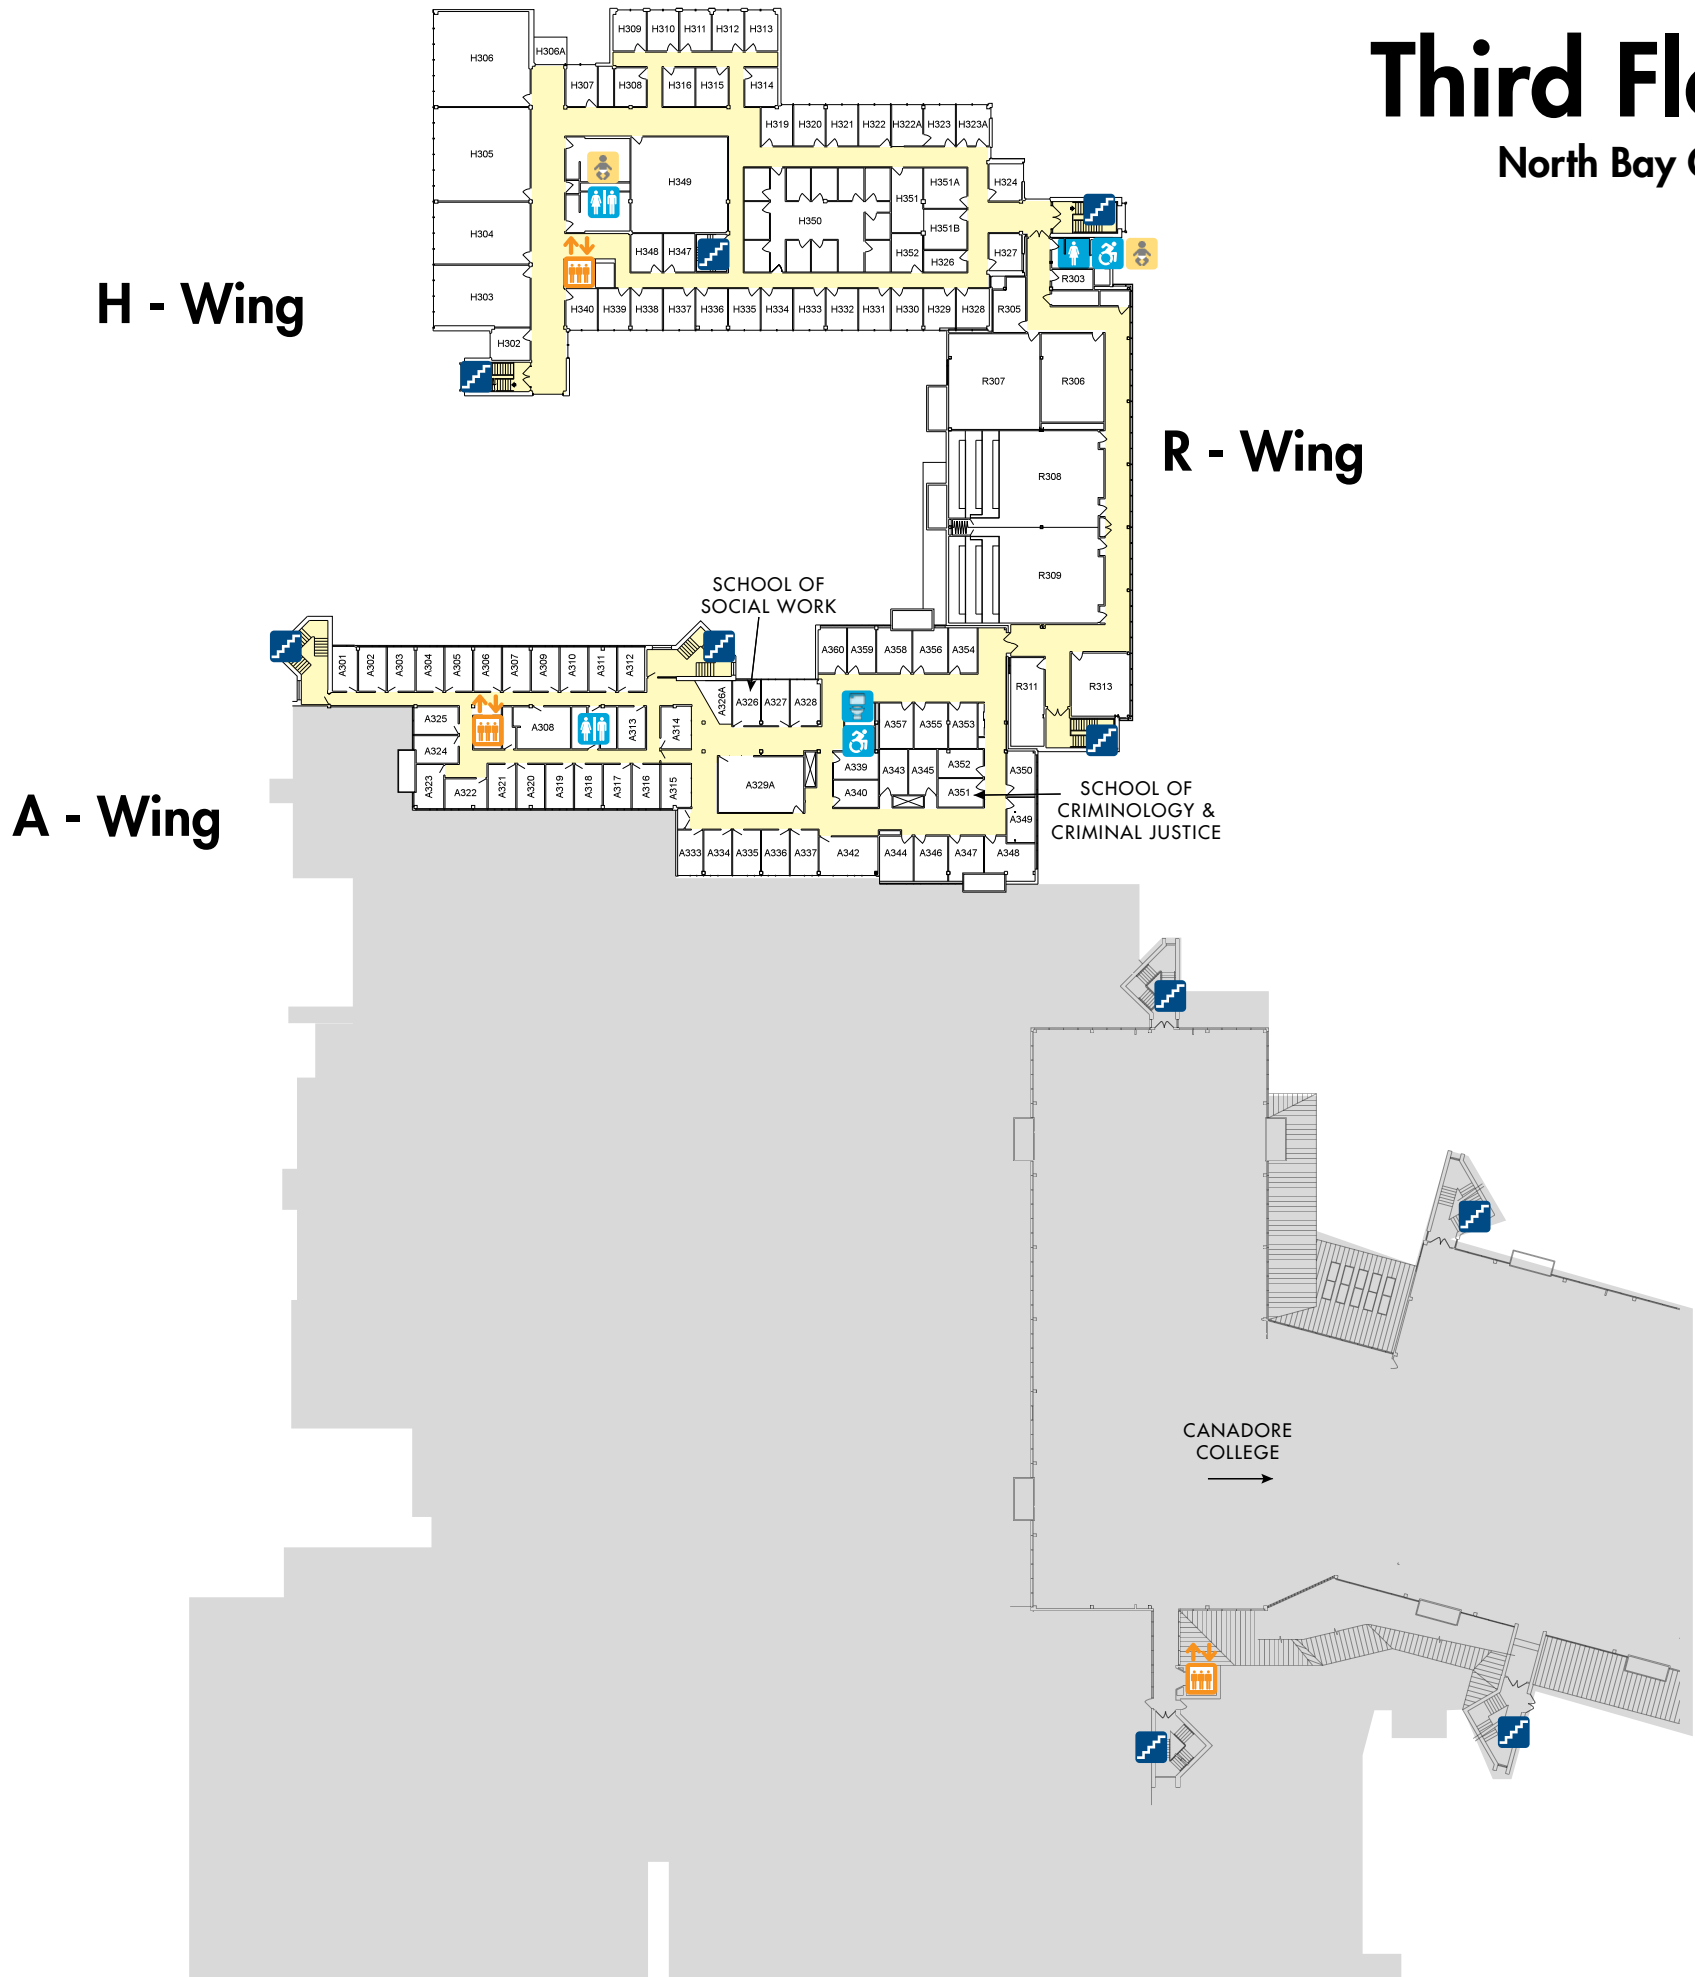 Third Flo
North Bay C
H - Wing
R - Wing
A - Wing
H306
H306A
H309
H310
H311
H312
H313
H307
H308
H316
H315
H314
H305
H319
H320
H321
H322
H322A
H323
H323A
H349
H351A
H324
H351
H304
H350
H351B
H348
H347
H352
H326
H327
R303
H303
H340
H339
H338
H337
H336
H335
H334
H333
H332
H331
H330
H329
H328
R305
H302
R307
R306
R308
R309
SCHOOL OF
SOCIAL WORK
A301
A302
A303
A304
A305
A306
A307
A309
A310
A311
A312
A360
A359
A358
A356
A354
A326A
A326
A327
A328
R311
R313
A325
A308
A313
A314
A357
A355
A353
A324
A339
A343
A345
A352
A350
A323
A322
A321
A320
A319
A318
A317
A316
A315
A329A
A340
A351
SCHOOL OF
CRIMINOLOGY &
CRIMINAL JUSTICE
A349
A333
A334
A335
A336
A337
A342
A344
A346
A347
A348
CANADORE
COLLEGE